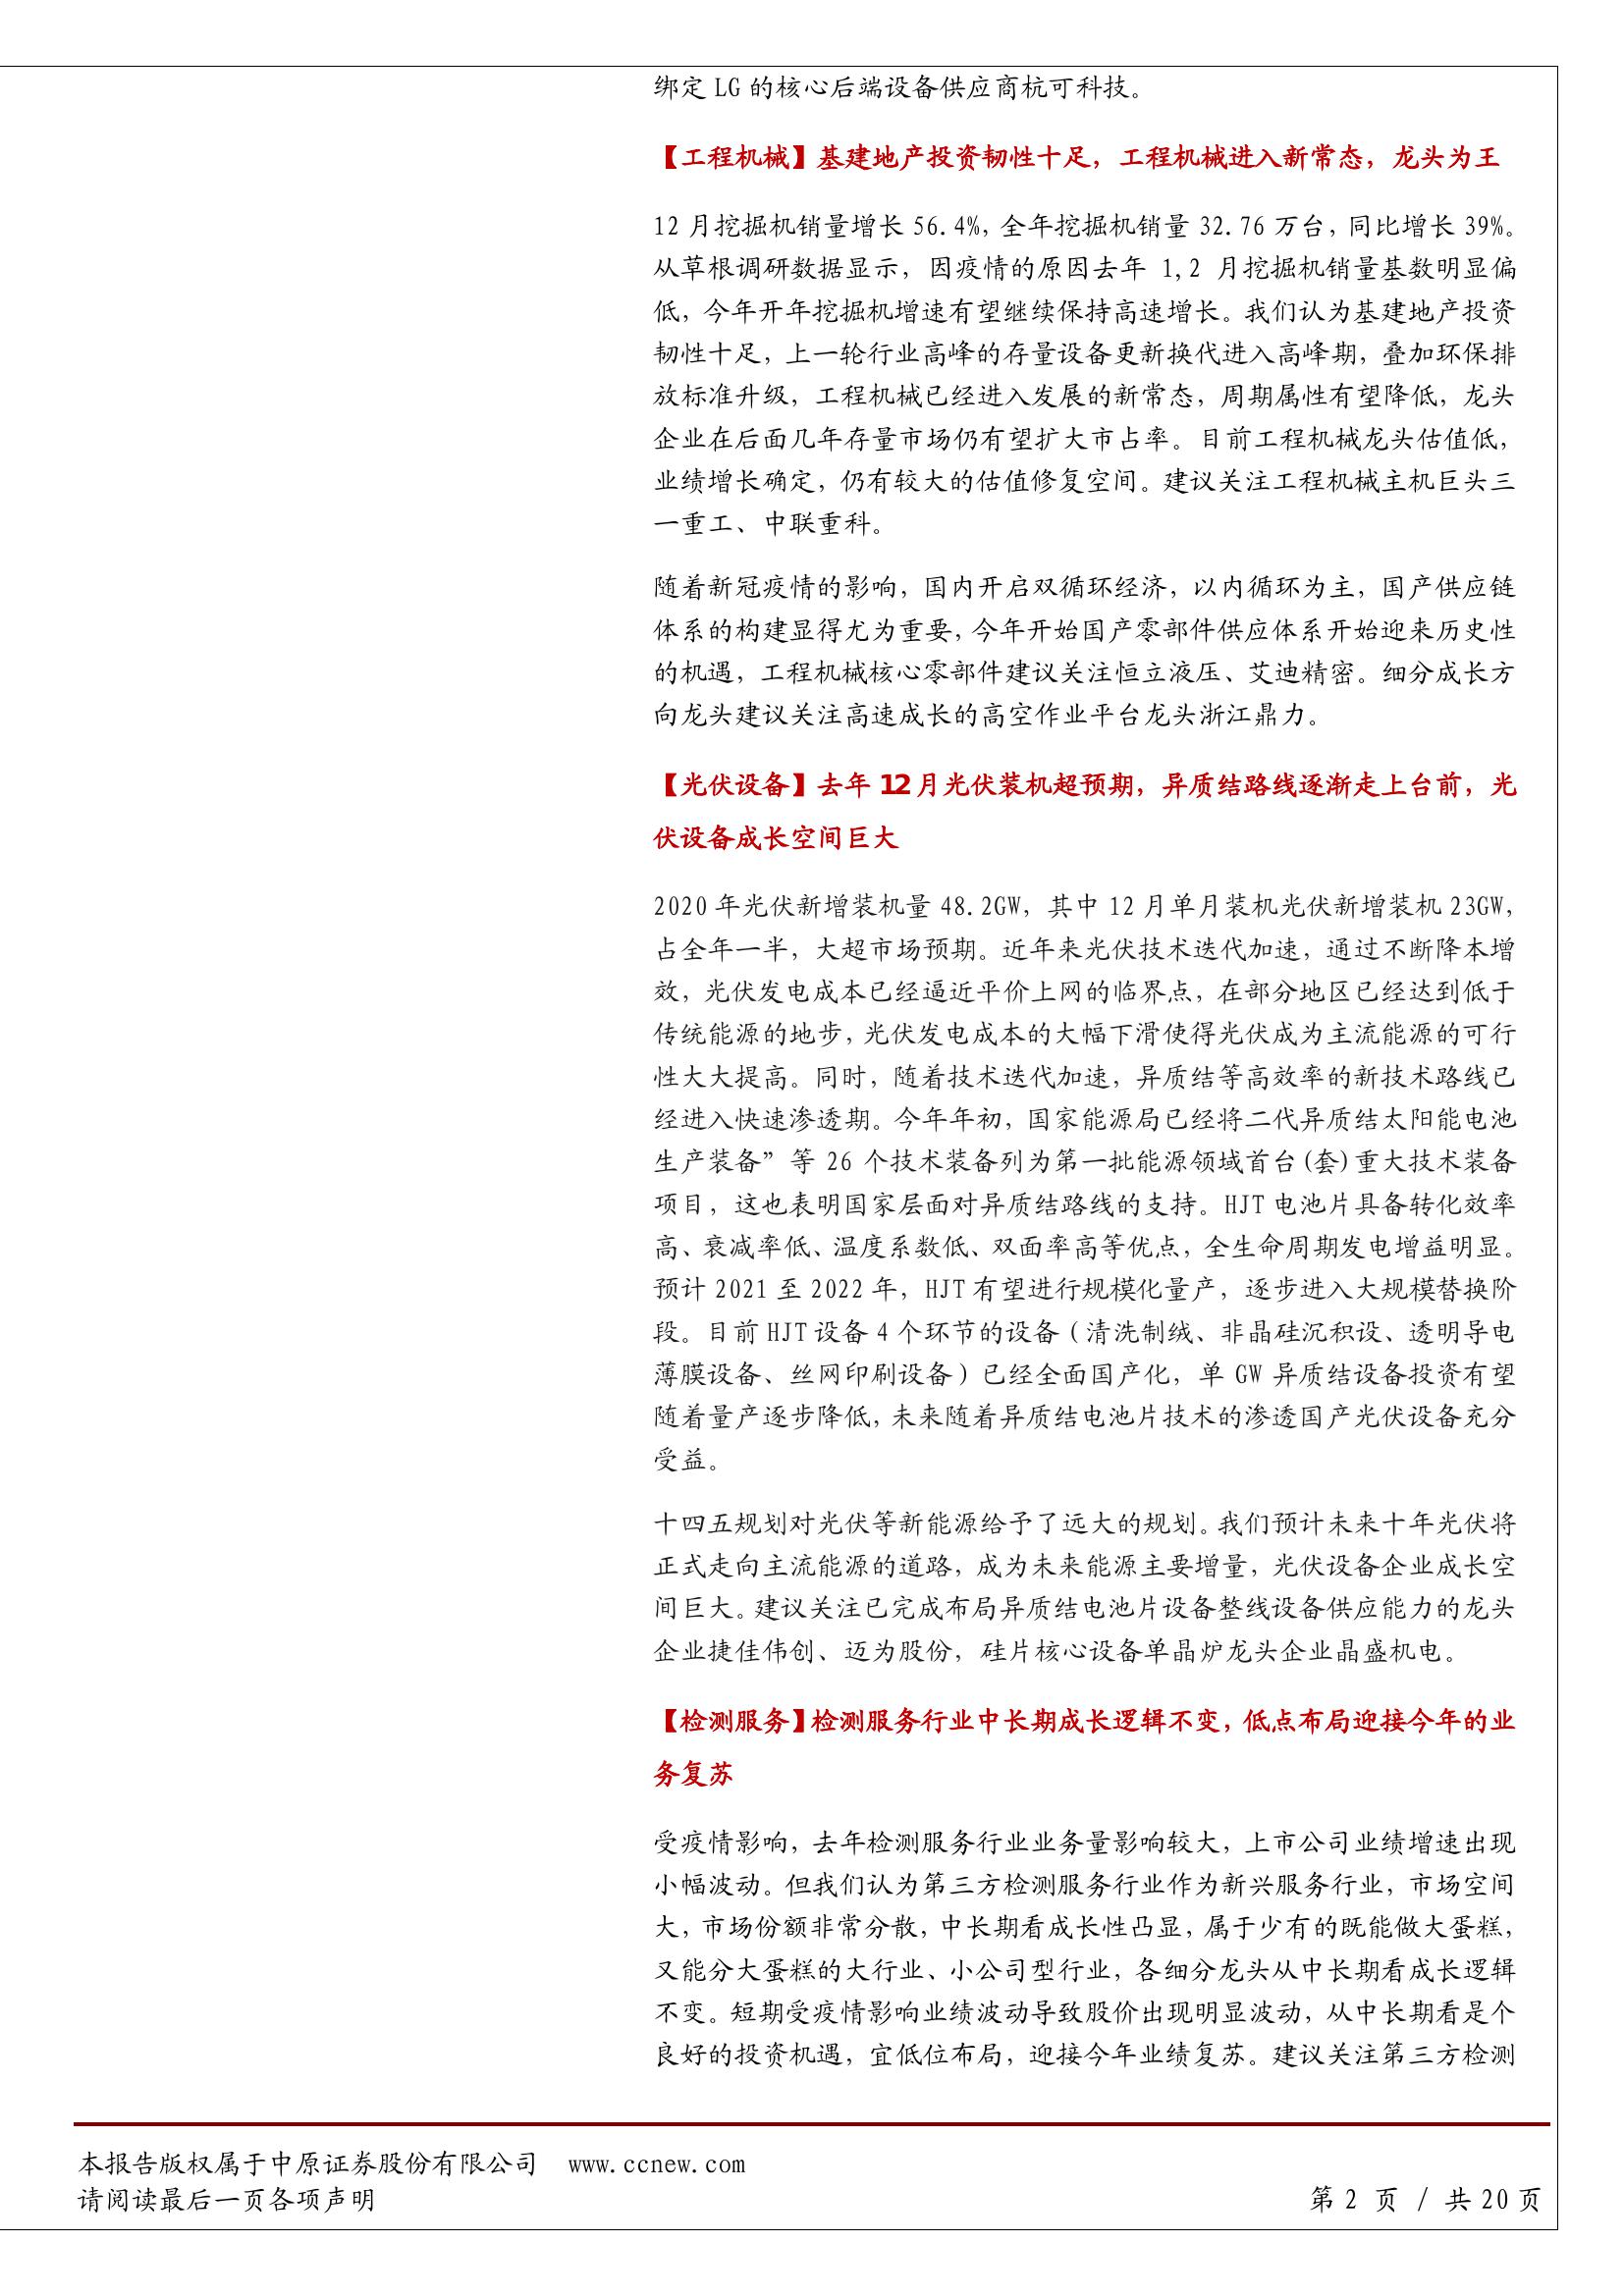 绑定 LG 的核心后端设备供应商杭可科技。
【工程机械】基建地产投资韧性十足，工程机械进入新常态，龙头为王
12 月挖掘机销量增长 56.4%，全年挖掘机销量 32.76 万台，同比增长 39%。
从草根调研数据显示，因疫情的原因去年 1,2 月挖掘机销量基数明显偏
低，今年开年挖掘机增速有望继续保持高速增长。我们认为基建地产投资
韧性十足，上一轮行业高峰的存量设备更新换代进入高峰期，叠加环保排
放标准升级，工程机械已经进入发展的新常态，周期属性有望降低，龙头
企业在后面几年存量市场仍有望扩大市占率。目前工程机械龙头估值低，
业绩增长确定，仍有较大的估值修复空间。建议关注工程机械主机巨头三
一重工、中联重科。
随着新冠疫情的影响，国内开启双循环经济，以内循环为主，国产供应链
体系的构建显得尤为重要，今年开始国产零部件供应体系开始迎来历史性
的机遇，工程机械核心零部件建议关注恒立液压、艾迪精密。细分成长方
向龙头建议关注高速成长的高空作业平台龙头浙江鼎力。
【光伏设备】去年 12 月光伏装机超预期，异质结路线逐渐走上台前，光
伏设备成长空间巨大
2020 年光伏新增装机量 48.2GW，其中 12 月单月装机光伏新增装机 23GW，
占全年一半，大超市场预期。近年来光伏技术迭代加速，通过不断降本增
效，光伏发电成本已经逼近平价上网的临界点，在部分地区已经达到低于
传统能源的地步，光伏发电成本的大幅下滑使得光伏成为主流能源的可行
性大大提高。同时，随着技术迭代加速，异质结等高效率的新技术路线已
经进入快速渗透期。今年年初，国家能源局已经将二代异质结太阳能电池
生产装备”等 26 个技术装备列为第一批能源领域首台(套)重大技术装备
项目，这也表明国家层面对异质结路线的支持。HJT 电池片具备转化效率
高、衰减率低、温度系数低、双面率高等优点，全生命周期发电增益明显。
预计 2021 至 2022 年，HJT 有望进行规模化量产，逐步进入大规模替换阶
段。目前 HJT 设备 4 个环节的设备（清洗制绒、非晶硅沉积设、透明导电
薄膜设备、丝网印刷设备）已经全面国产化，单 GW 异质结设备投资有望
随着量产逐步降低，未来随着异质结电池片技术的渗透国产光伏设备充分
受益。
十四五规划对光伏等新能源给予了远大的规划。我们预计未来十年光伏将
正式走向主流能源的道路，成为未来能源主要增量，光伏设备企业成长空
间巨大。建议关注已完成布局异质结电池片设备整线设备供应能力的龙头
企业捷佳伟创、迈为股份，硅片核心设备单晶炉龙头企业晶盛机电。
【检测服务】检测服务行业中长期成长逻辑不变，低点布局迎接今年的业
务复苏
受疫情影响，去年检测服务行业业务量影响较大，上市公司业绩增速出现
小幅波动。但我们认为第三方检测服务行业作为新兴服务行业，市场空间
大，市场份额非常分散，中长期看成长性凸显，属于少有的既能做大蛋糕，
又能分大蛋糕的大行业、小公司型行业，各细分龙头从中长期看成长逻辑
不变。短期受疫情影响业绩波动导致股价出现明显波动，从中长期看是个
良好的投资机遇，宜低位布局，迎接今年业绩复苏。建议关注第三方检测
本报告版权属于中原证券股份有限公司 www.ccnew.com
请阅读最后一页各项声明
第 2 页 / 共 20 页